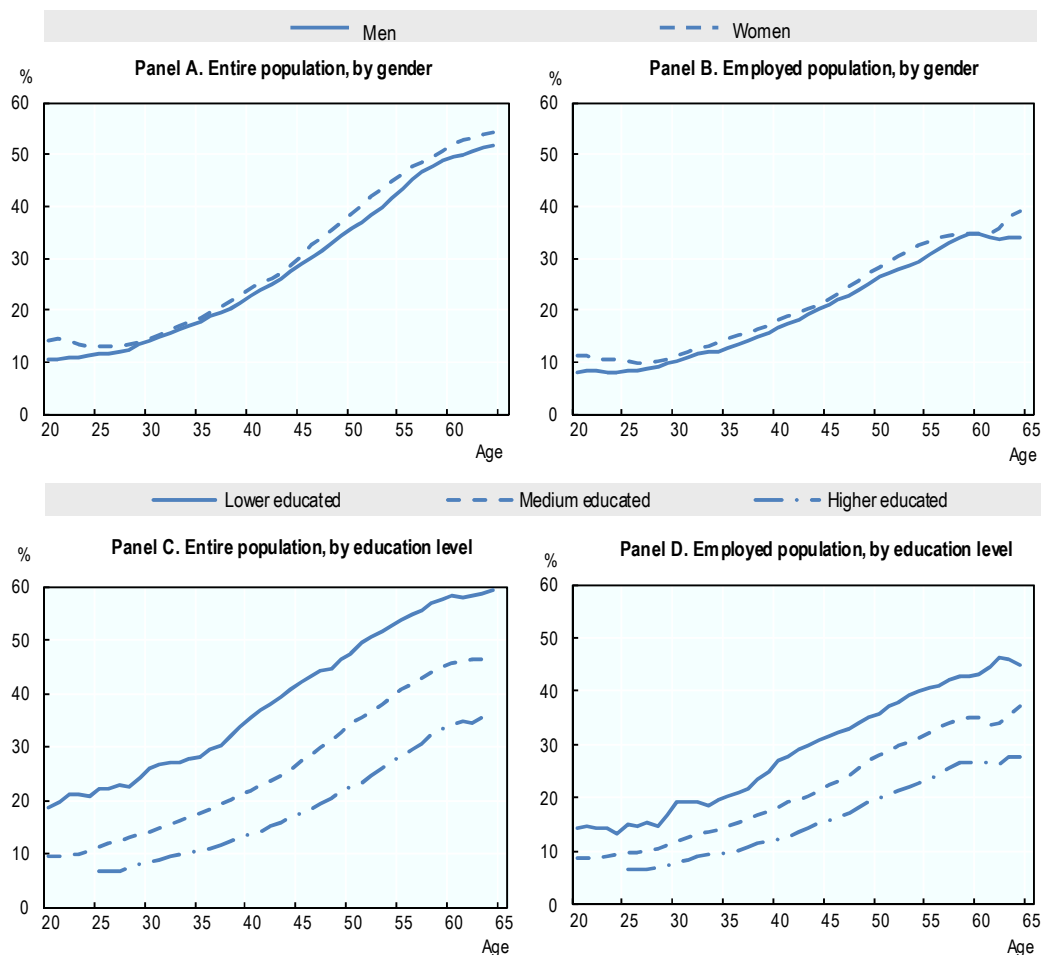 Men Women
Panel A. Entire population, by gender
%
60
50
40
30
20
10
0
20 25 30 35 40 45 50 55 60
Age
Panel B. Employed population, by gender
%
60
50
40
30
20
10
0
20 25 30 35 40 45 50 55 60 65
Age
Lower educated Medium educated Higher educated
Panel C. Entire population, by education level
%
60
50
40
30
20
10
0
20 25 30 35 40 45 50 55 60 65
Age
Panel D. Employed population, by education level
%
60
50
40
30
20
10
0
20 25 30 35 40 45 50 55 60 65
Age